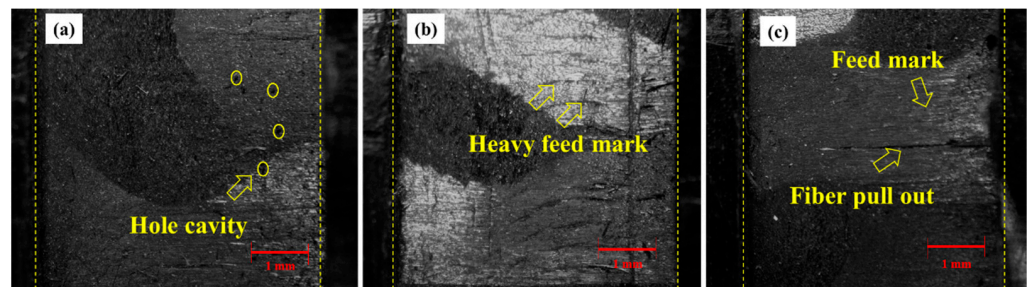 (a)
Hole cavity
1 mm
(b)
Heavy feed mark
1 mm
(c)
Feed mark
Fiber pull out
1 mm